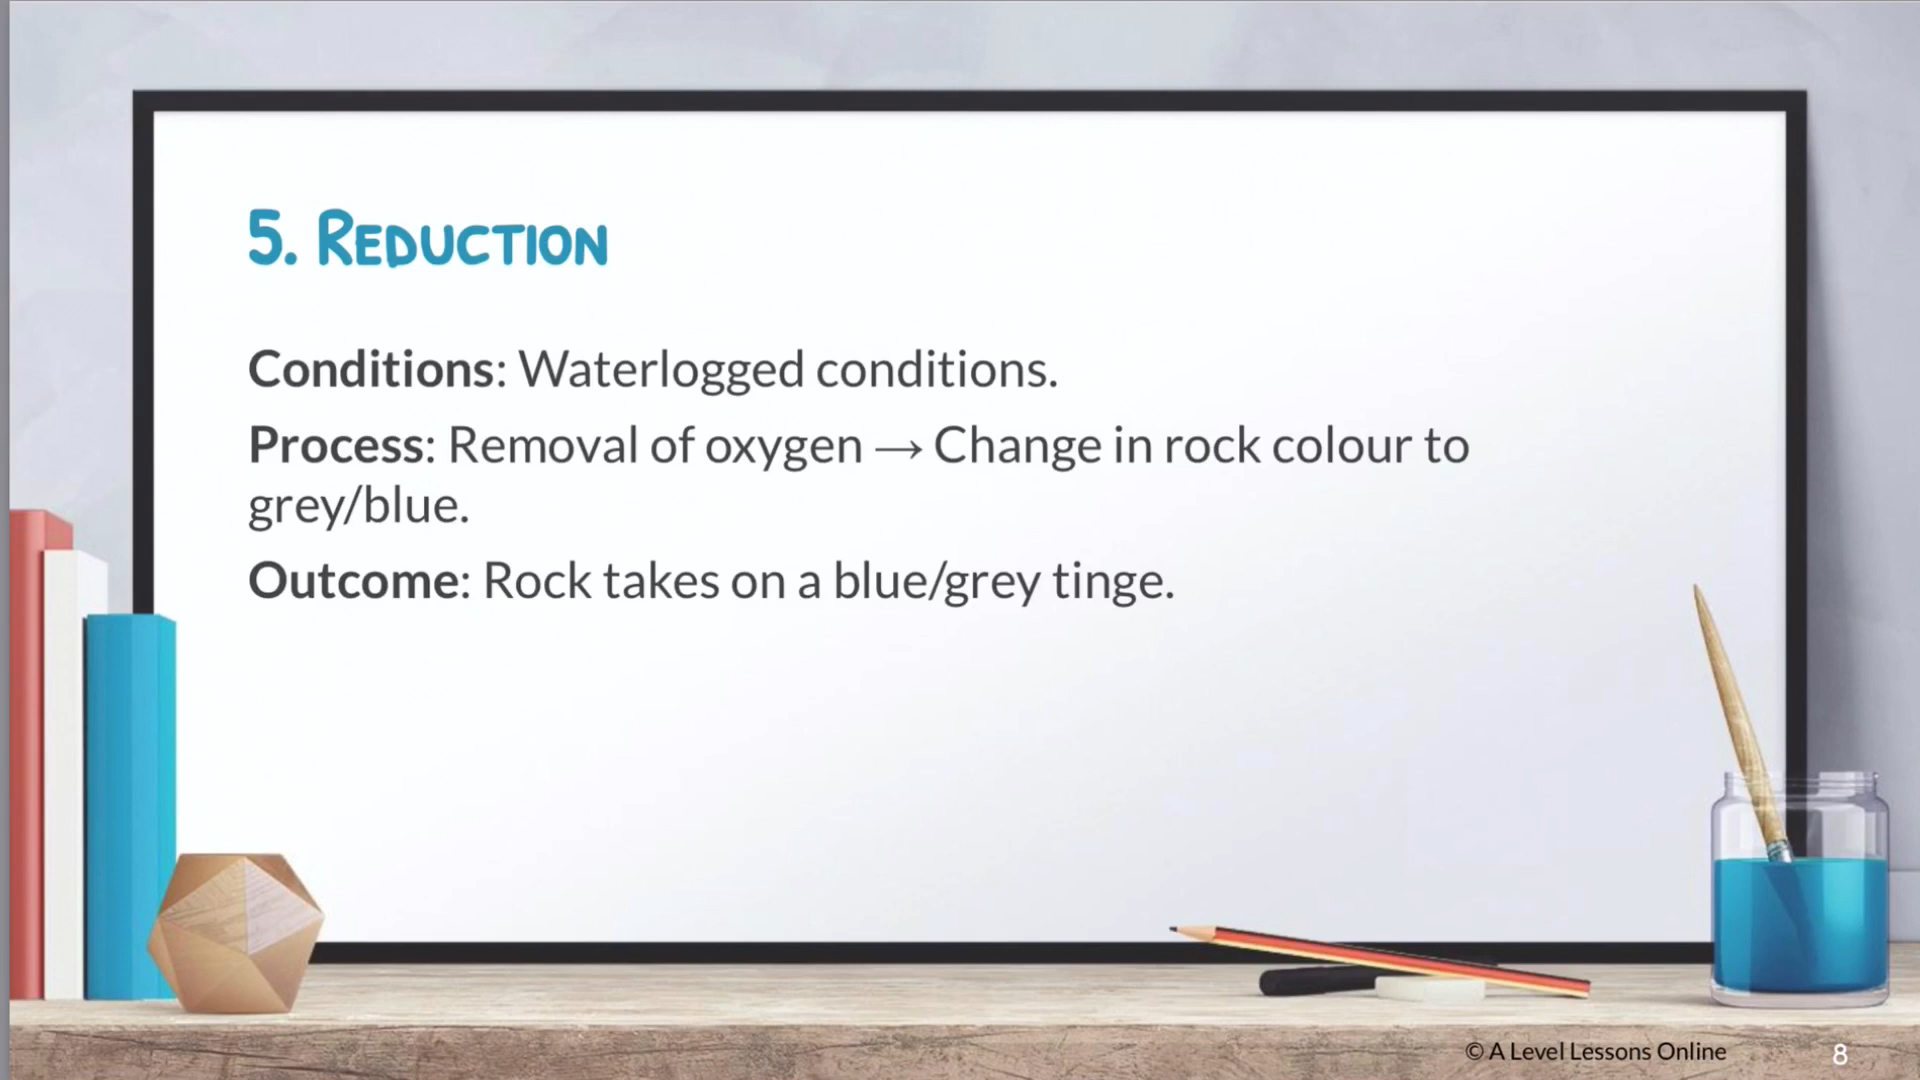 5. REDUCTION
Conditions: Waterlogged conditions.
Process: Removal of oxygen → Change in rock colour to
grey/blue.
Outcome: Rock takes on a blue/grey tinge.
© A Level Lessons Online
8